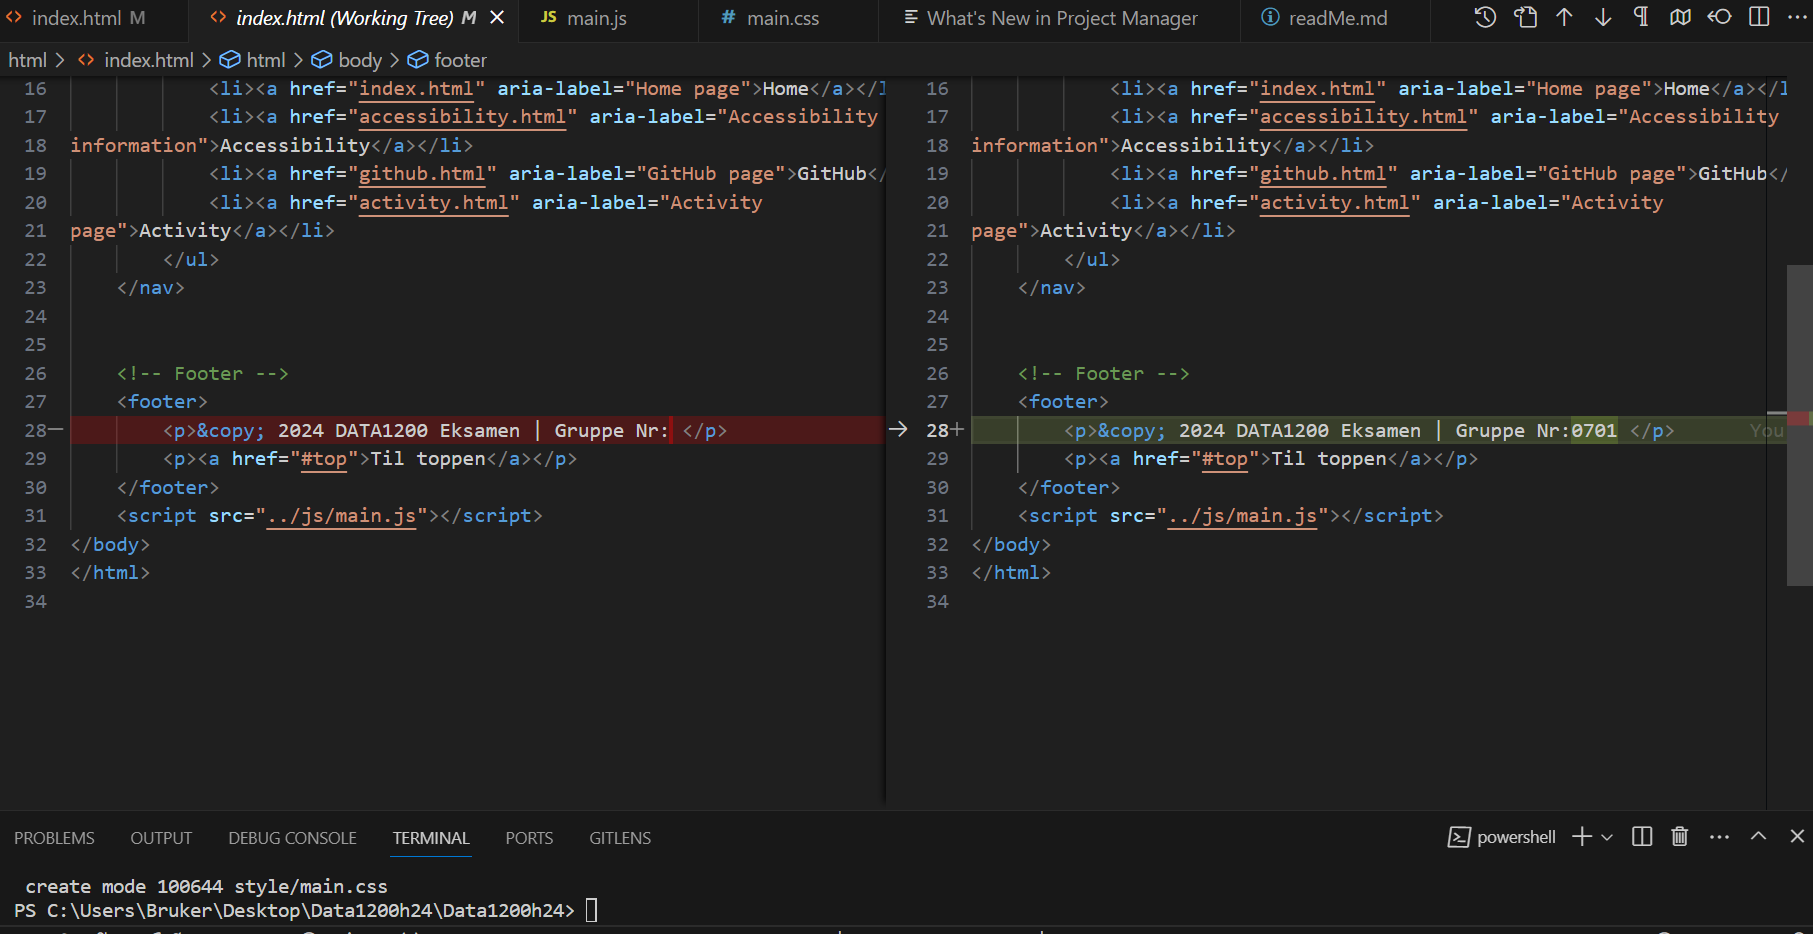 index.html M index.html (Working Tree) M JS main.js # main.css What's New in Project Manager readMe.md
html > index.html > html > body > footer
16 <li><a href="index.html" aria-label="Home page">Home</a></l
17 <li><a href="accessibility.html" aria-label="Accessibility
18 information">Accessibility</a></li>
19 <li><a href="github.html" aria-label="GitHub page">GitHub</
20 <li><a href="activity.html" aria-label="Activity
21 page">Activity</a></li>
22 </ul>
23 </nav>
24
25
26 <!-- Footer -->
27 <footer>
28— <p>&copy; 2024 DATA1200 Eksamen | Gruppe Nr: </p>
29 <p><a href="#top">Til toppen</a></p>
30 </footer>
31 <script src="../js/main.js"></script>
32 </body>
33 </html>
34
16 <li><a href="index.html" aria-label="Home page">Home</a></l
17 <li><a href="accessibility.html" aria-label="Accessibility
18 information">Accessibility</a></li>
19 <li><a href="github.html" aria-label="GitHub page">GitHub</
20 <li><a href="activity.html" aria-label="Activity
21 page">Activity</a></li>
22 </ul>
23 </nav>
24
25
26 <!-- Footer -->
27 <footer>
28+ <p>&copy; 2024 DATA1200 Eksamen | Gruppe Nr:0701 </p> You
29 <p><a href="#top">Til toppen</a></p>
30 </footer>
31 <script src="../js/main.js"></script>
32 </body>
33 </html>
34
PROBLEMS OUTPUT DEBUG CONSOLE TERMINAL PORTS GITLENS powershell
create mode 100644 style/main.css
PS C:\Users\Bruker\Desktop\Data1200h24\Data1200h24>